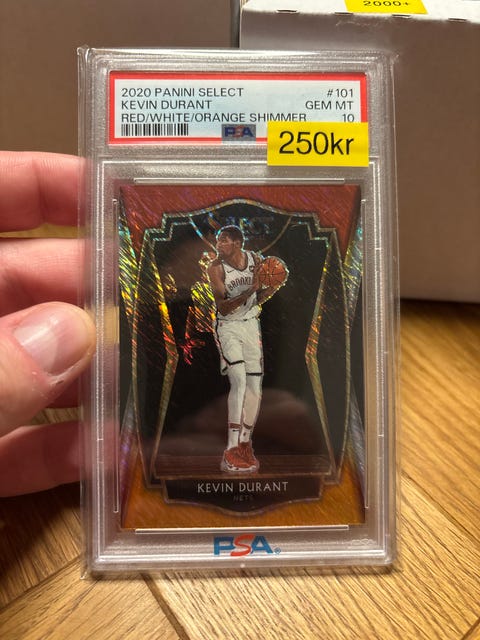 2000+
2020 PANINI SELECT #101
KEVIN DURANT GEM MT
RED/WHITE/ORANGE SHIMMER 10
PSA
250kr
SELECT
BROOKLYN
KEVIN DURANT
NETS
PSA®